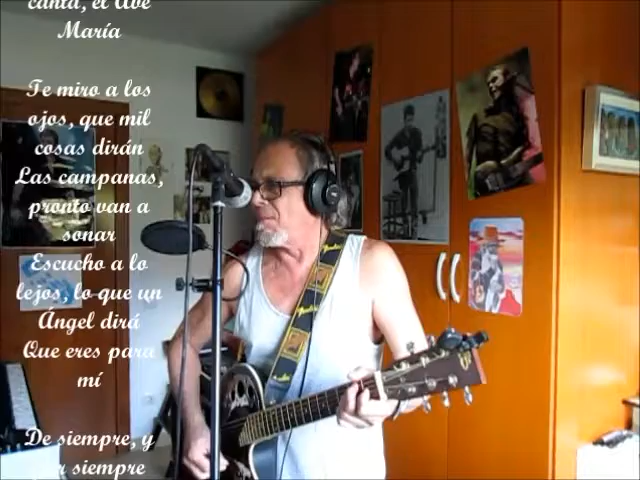 canta, el Ave
María
Te miro a los
ojos, que mil
cosas dirán
Las campanas,
pronto van a
sonar
Escucho a lo
lejos, lo que un
Ángel dirá
Que eres para
mí
De siempre, y
siempre